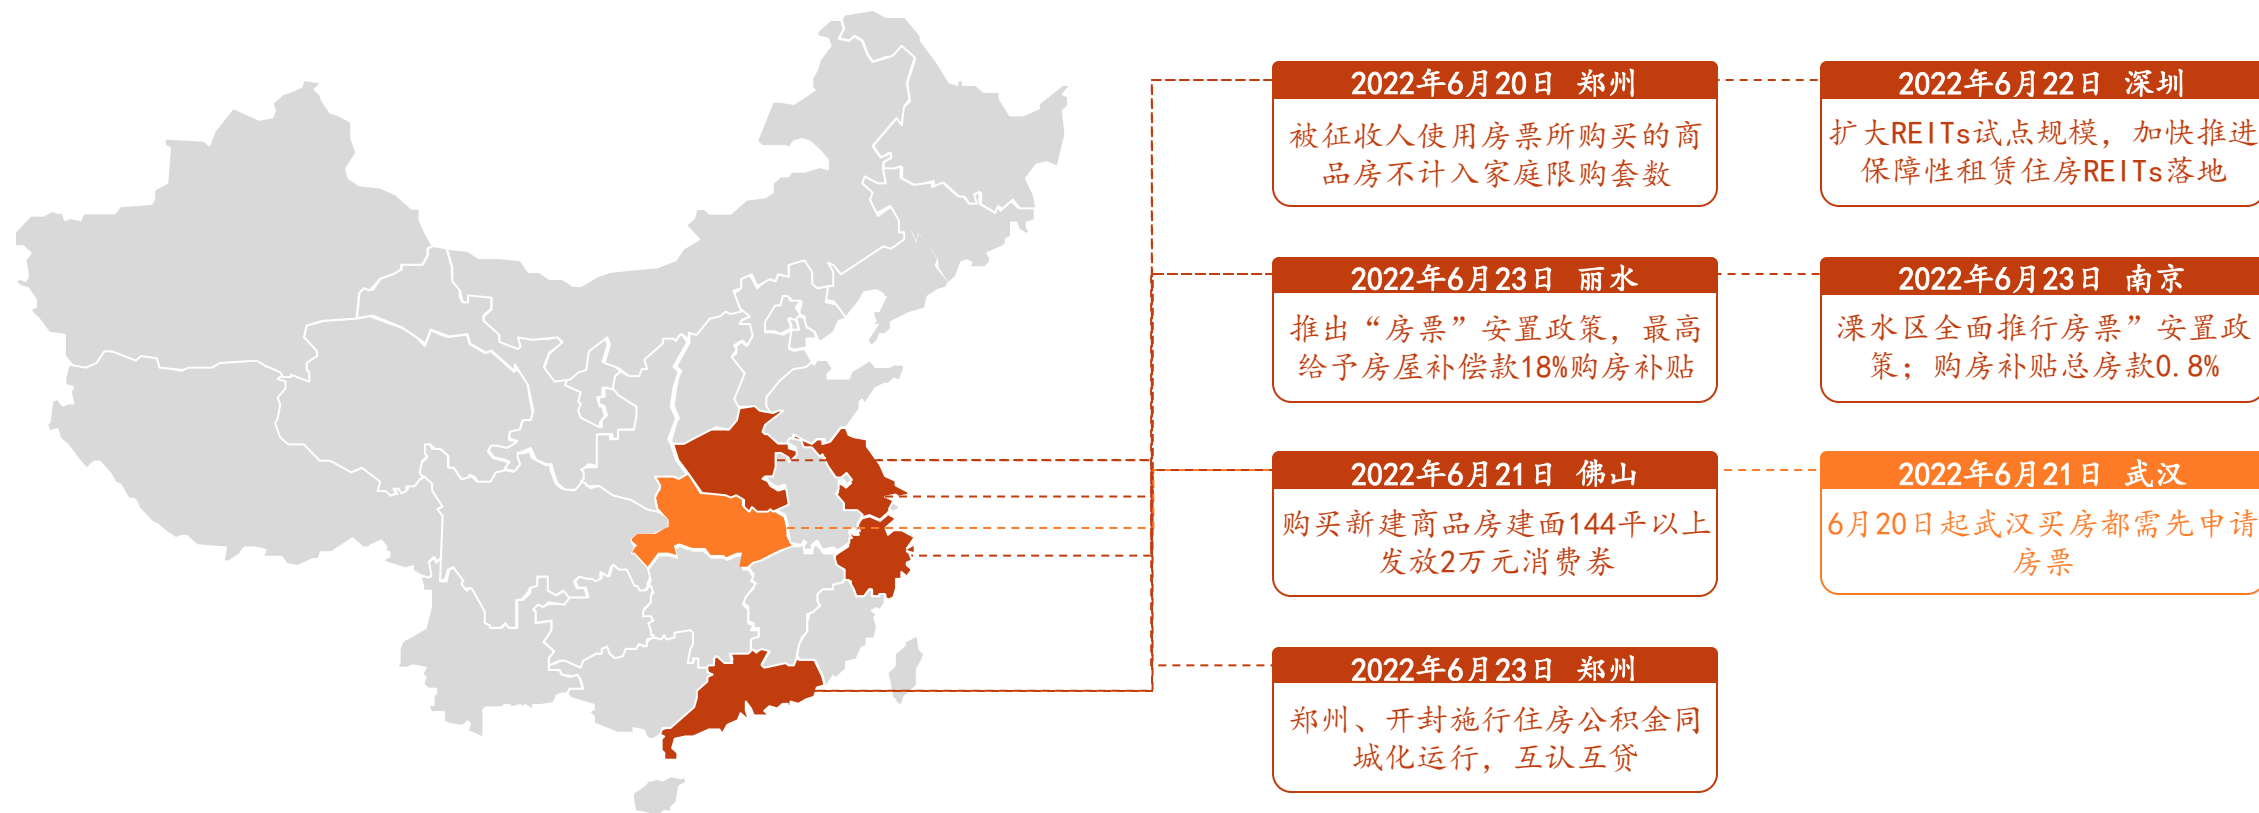 2022年6月20日 郑州
被征收人使用房票所购买的商
品房不计入家庭限购套数
2022年6月22日 深圳
扩大REITs试点规模，加快推进
保障性租赁住房REITs落地
2022年6月23日 丽水
推出“房票”安置政策，最高
给予房屋补偿款18%购房补贴
2022年6月23日 南京
溧水区全面推行房票”安置政
策；购房补贴总房款0.8%
2022年6月21日 佛山
购买新建商品房建面144平以上
发放2万元消费券
2022年6月21日 武汉
6月20日起武汉买房都需先申请
房票
2022年6月23日 郑州
郑州、开封施行住房公积金同
城化运行，互认互贷